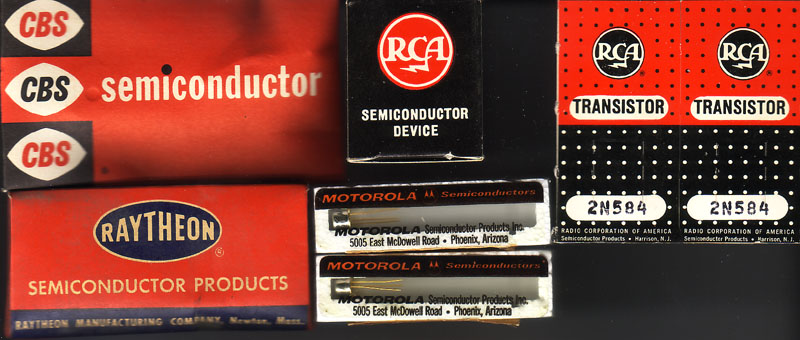 CBS
CBS
CBS
semiconductor
RCA
SEMICONDUCTOR
DEVICE
RCA
®
TRANSISTOR
2N584
RADIO CORPORATION OF AMERICA
Semiconductor Products • Harrison, N.J.
RCA
®
TRANSISTOR
2N584
RADIO CORPORATION OF AMERICA
Semiconductor Products • Harrison, N.J.
RAYTHEON
®
SEMICONDUCTOR PRODUCTS
RAYTHEON MANUFACTURING COMPANY, Newton, Mass.
MOTOROLA Semiconductors
MOTOROLA Semiconductor Products Inc.
5005 East McDowell Road • Phoenix, Arizona
MOTOROLA Semiconductors
MOTOROLA Semiconductor Products Inc.
5005 East McDowell Road • Phoenix, Arizona